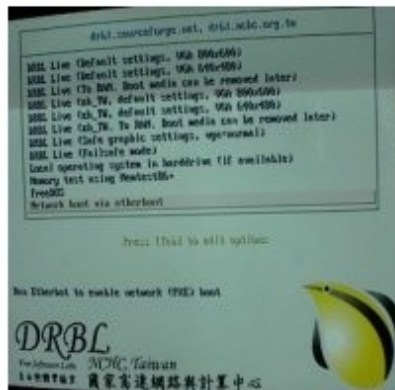 drbl.sourceforge.net, drbl.nchc.org.tw
DRBL Live (Default settings, VGA 800x600)
DRBL Live (Default settings, VGA 640x480)
DRBL Live (To RAM. Boot media can be removed later)
DRBL Live (zh_TW, default settings, VGA 800x600)
DRBL Live (zh_TW, default settings, VGA 640x480)
DRBL Live (zh_TW, To RAM. Boot media can be removed later)
DRBL Live (Safe graphic settings, vga=normal)
DRBL Live (Failsafe mode)
Local operating system in harddrive (if available)
Memory test using Memtest86+
FreeDOS
Network boot via etherboot
Press [Tab] to edit options
Run Etherbot to enable network (PXE) boot
DRBL
Free Software Labs NCHC, Taiwan
國家高速網路與計算中心